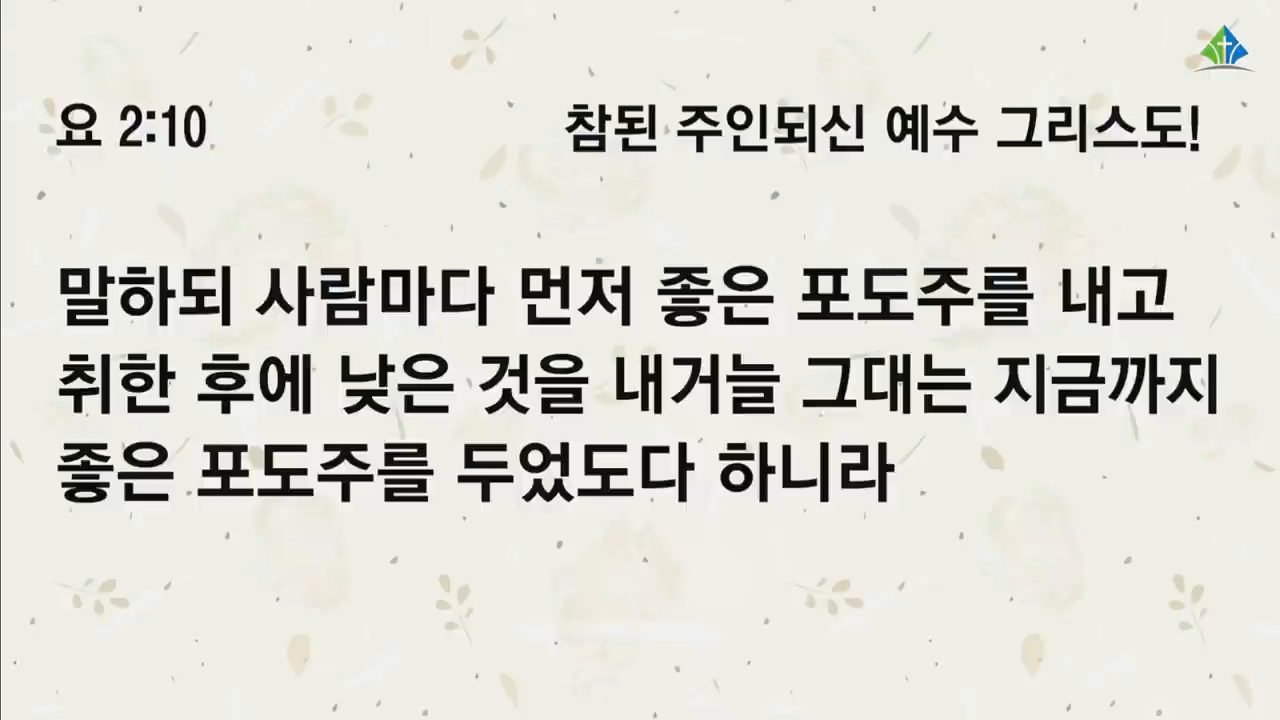 요 2:10
참된 주인되신 예수 그리스도!
말하되 사람마다 먼저 좋은 포도주를 내고
취한 후에 낮은 것을 내거늘 그대는 지금까지
좋은 포도주를 두었도다 하니라